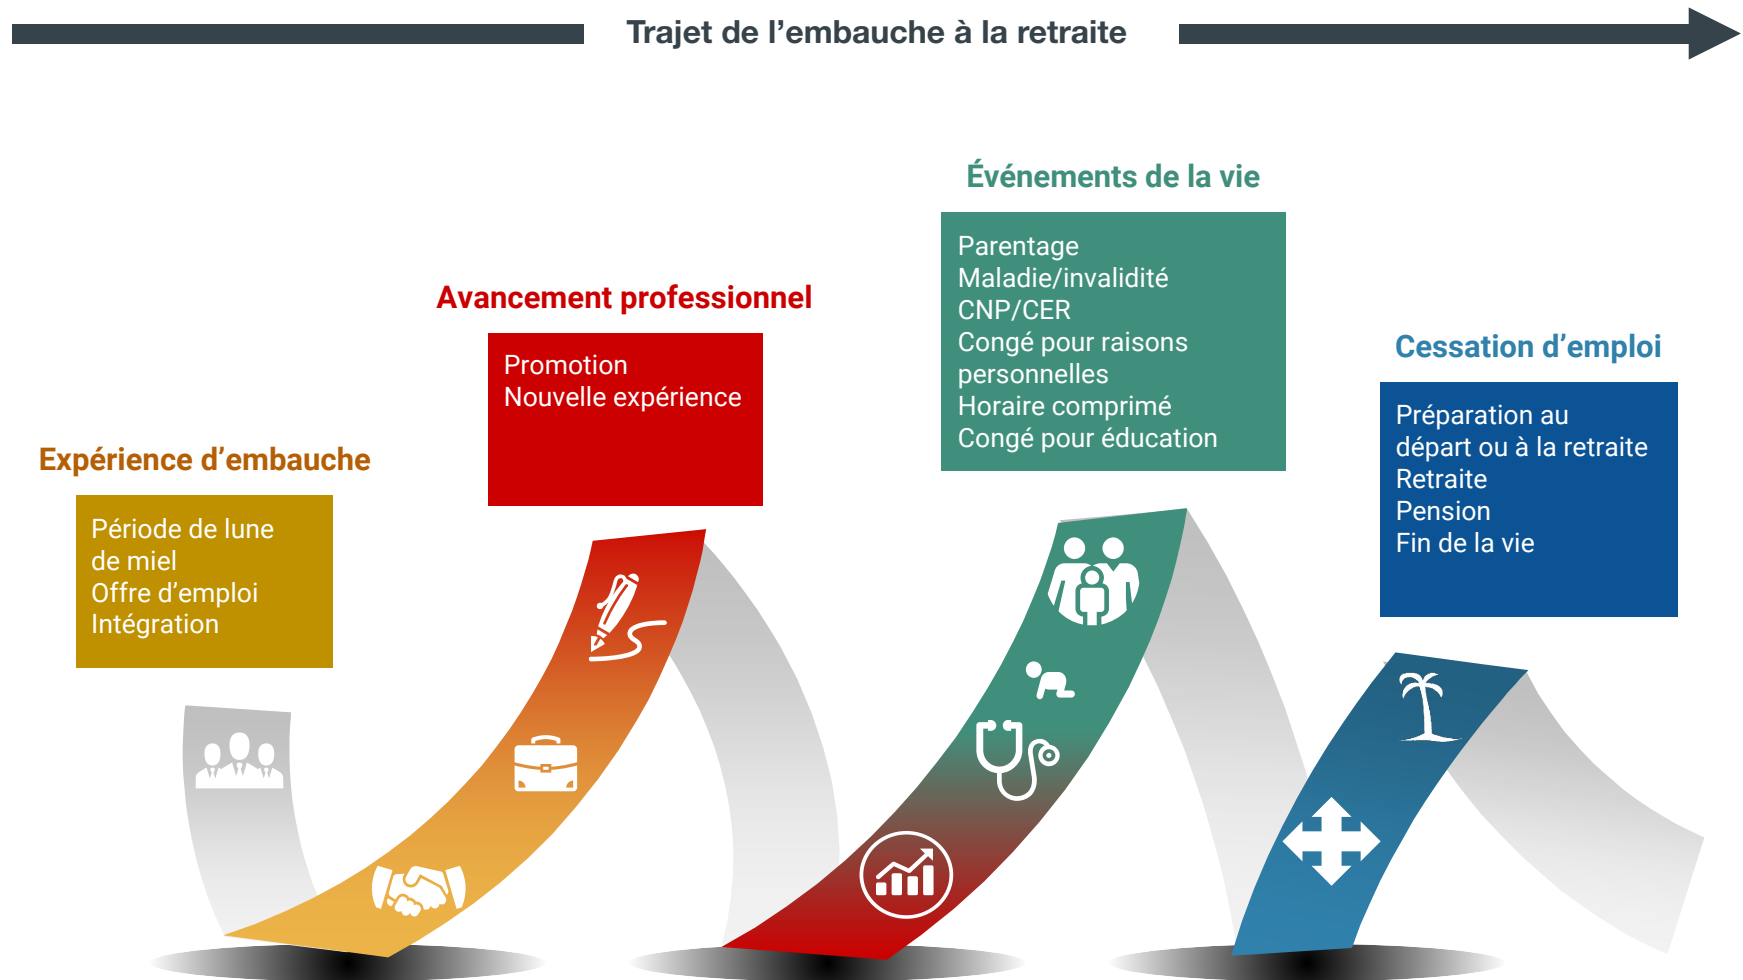 Trajet de l’embauche à la retraite
Expérience d’embauche
Période de lune
de miel
Offre d’emploi
Intégration
Avancement professionnel
Promotion
Nouvelle expérience
Événements de la vie
Parentage
Maladie/invalidité
CNP/CER
Congé pour raisons
personnelles
Horaire comprimé
Congé pour éducation
Cessation d’emploi
Préparation au
départ ou à la retraite
Retraite
Pension
Fin de la vie